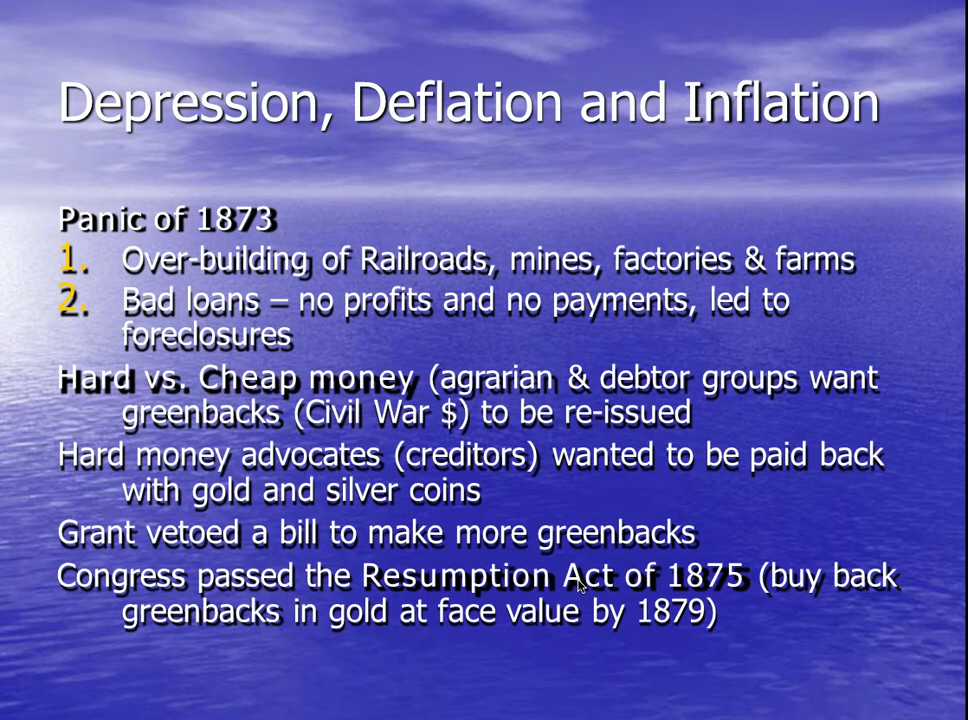 Depression, Deflation and Inflation
Panic of 1873
1. Over-building of Railroads, mines, factories & farms
2. Bad loans – no profits and no payments, led to
foreclosures
Hard vs. Cheap money (agrarian & debtor groups want
greenbacks (Civil War $) to be re-issued
Hard money advocates (creditors) wanted to be paid back
with gold and silver coins
Grant vetoed a bill to make more greenbacks
Congress passed the Resumption Act of 1875 (buy back
greenbacks in gold at face value by 1879)